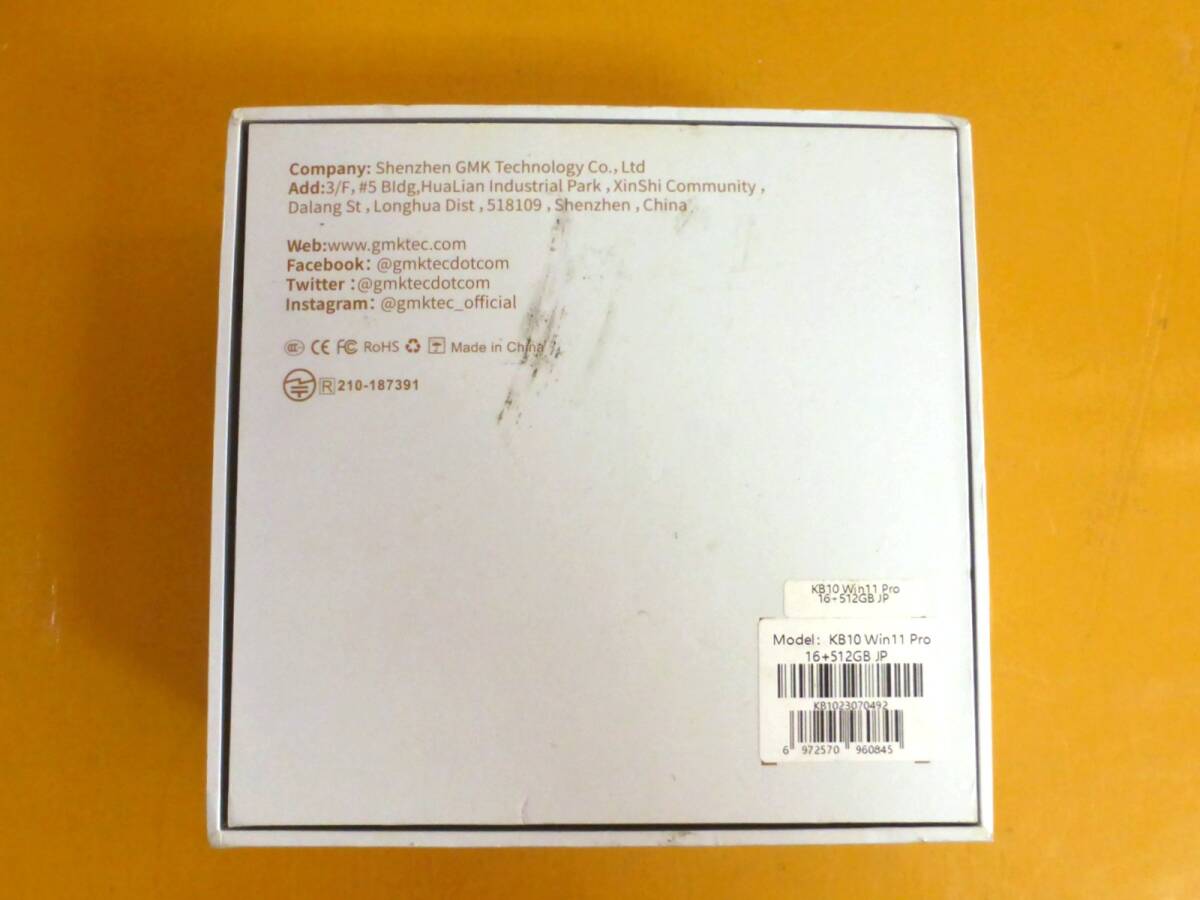 Company: Shenzhen GMK Technology Co., Ltd
Add:3/F, #5 Bldg,HuaLian Industrial Park ,XinShi Community ,
Dalang St , Longhua Dist , 518109 , Shenzhen , China
Web:www.gmktec.com
Facebook: @gmktecdotcom
Twitter :@gmktecdotcom
Instagram: @gmktec_official
CE FC RoHS Made in China
R 210-187391
KB10 Win11 Pro
16+512GB JP
Model: KB10 Win11 Pro
16+512GB JP
KB1023070492
6 972570 960845